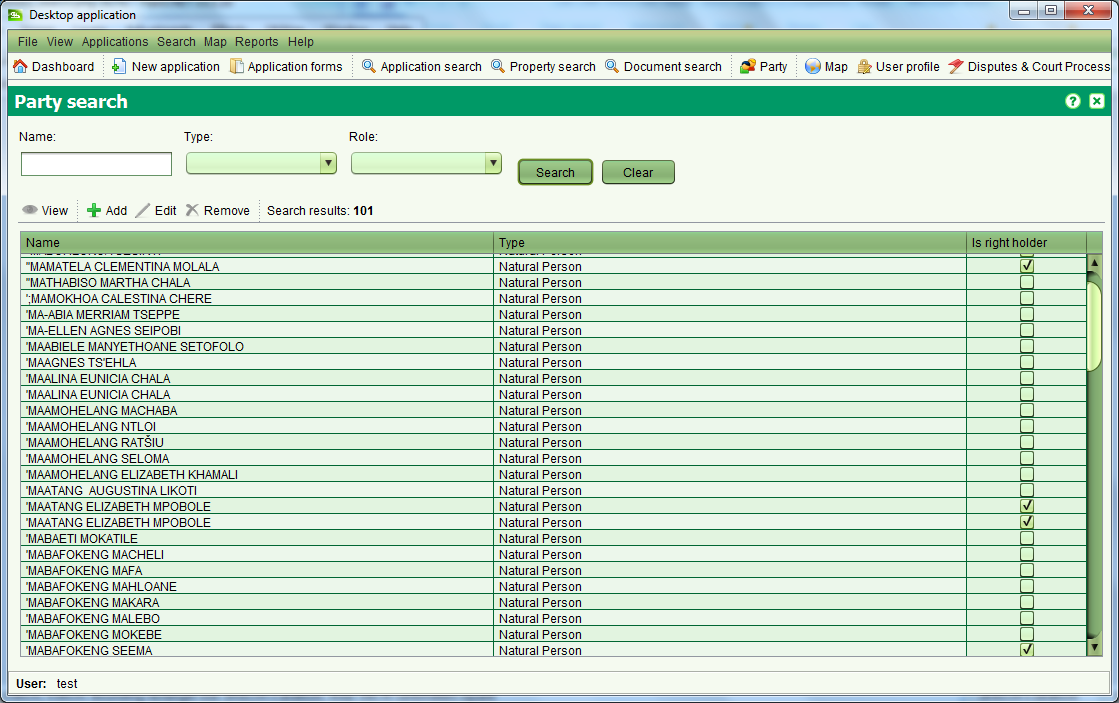 Desktop application
File View Applications Search Map Reports Help
Dashboard New application Application forms Application search Property search Document search Party Map User profile Disputes & Court Process
Party search
Name: Type: Role:
Search Clear
View Add Edit Remove Search results: 101
Name Type Is right holder
"MAMATELA CLEMENTINA MOLALA Natural Person
"MATHABISO MARTHA CHALA Natural Person
';MAMOKHOA CALESTINA CHERE Natural Person
'MA-ABIA MERRIAM TSEPPE Natural Person
'MA-ELLEN AGNES SEIPOBI Natural Person
'MAABIELE MANYETHOANE SETOFOLO Natural Person
'MAAGNES TS'EHLA Natural Person
'MAALINA EUNICIA CHALA Natural Person
'MAALINA EUNICIA CHALA Natural Person
'MAAMOHELANG MACHABA Natural Person
'MAAMOHELANG NTLOI Natural Person
'MAAMOHELANG RATŠIU Natural Person
'MAAMOHELANG SELOMA Natural Person
'MAAMOHELANG ELIZABETH KHAMALI Natural Person
'MAATANG  AUGUSTINA LIKOTI Natural Person
'MAATANG ELIZABETH MPOBOLE Natural Person
'MAATANG ELIZABETH MPOBOLE Natural Person
'MABAETI MOKATILE Natural Person
'MABAFOKENG MACHELI Natural Person
'MABAFOKENG MAFA Natural Person
'MABAFOKENG MAHLOANE Natural Person
'MABAFOKENG MAKARA Natural Person
'MABAFOKENG MALEBO Natural Person
'MABAFOKENG MOKEBE Natural Person
'MABAFOKENG SEEMA Natural Person
User: test